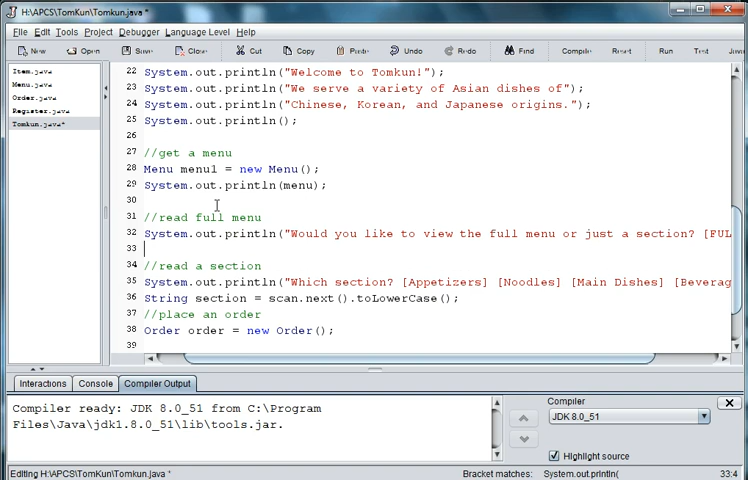 H:\APCS\TomKun\Tomkun.java *
File Edit Tools Project Debugger Language Level Help
New Open Save Close Cut Copy Paste Undo Redo Find Compile Reset Run Test
Item.java
Menu.java
Order.java
Register.java
Tomkun.java*
22 System.out.println("Welcome to Tomkun!");
23 System.out.println("We serve a variety of Asian dishes of");
24 System.out.println("Chinese, Korean, and Japanese origins.");
25 System.out.println();
26
27 //get a menu
28 Menu menu1 = new Menu();
29 System.out.println(menu);
30
31 //read full menu
32 System.out.println("Would you like to view the full menu or just a section? [FUL
33
34 //read a section
35 System.out.println("Which section? [Appetizers] [Noodles] [Main Dishes] [Beverag
36 String section = scan.next().toLowerCase();
37 //place an order
38 Order order = new Order();
39
Interactions Console Compiler Output
Compiler ready: JDK 8.0_51 from C:\Program
Files\Java\jdk1.8.0_51\lib\tools.jar.
Compiler
JDK 8.0_51
Highlight source
Editing H:\APCS\TomKun\Tomkun.java * Bracket matches: System.out.println( 33:4